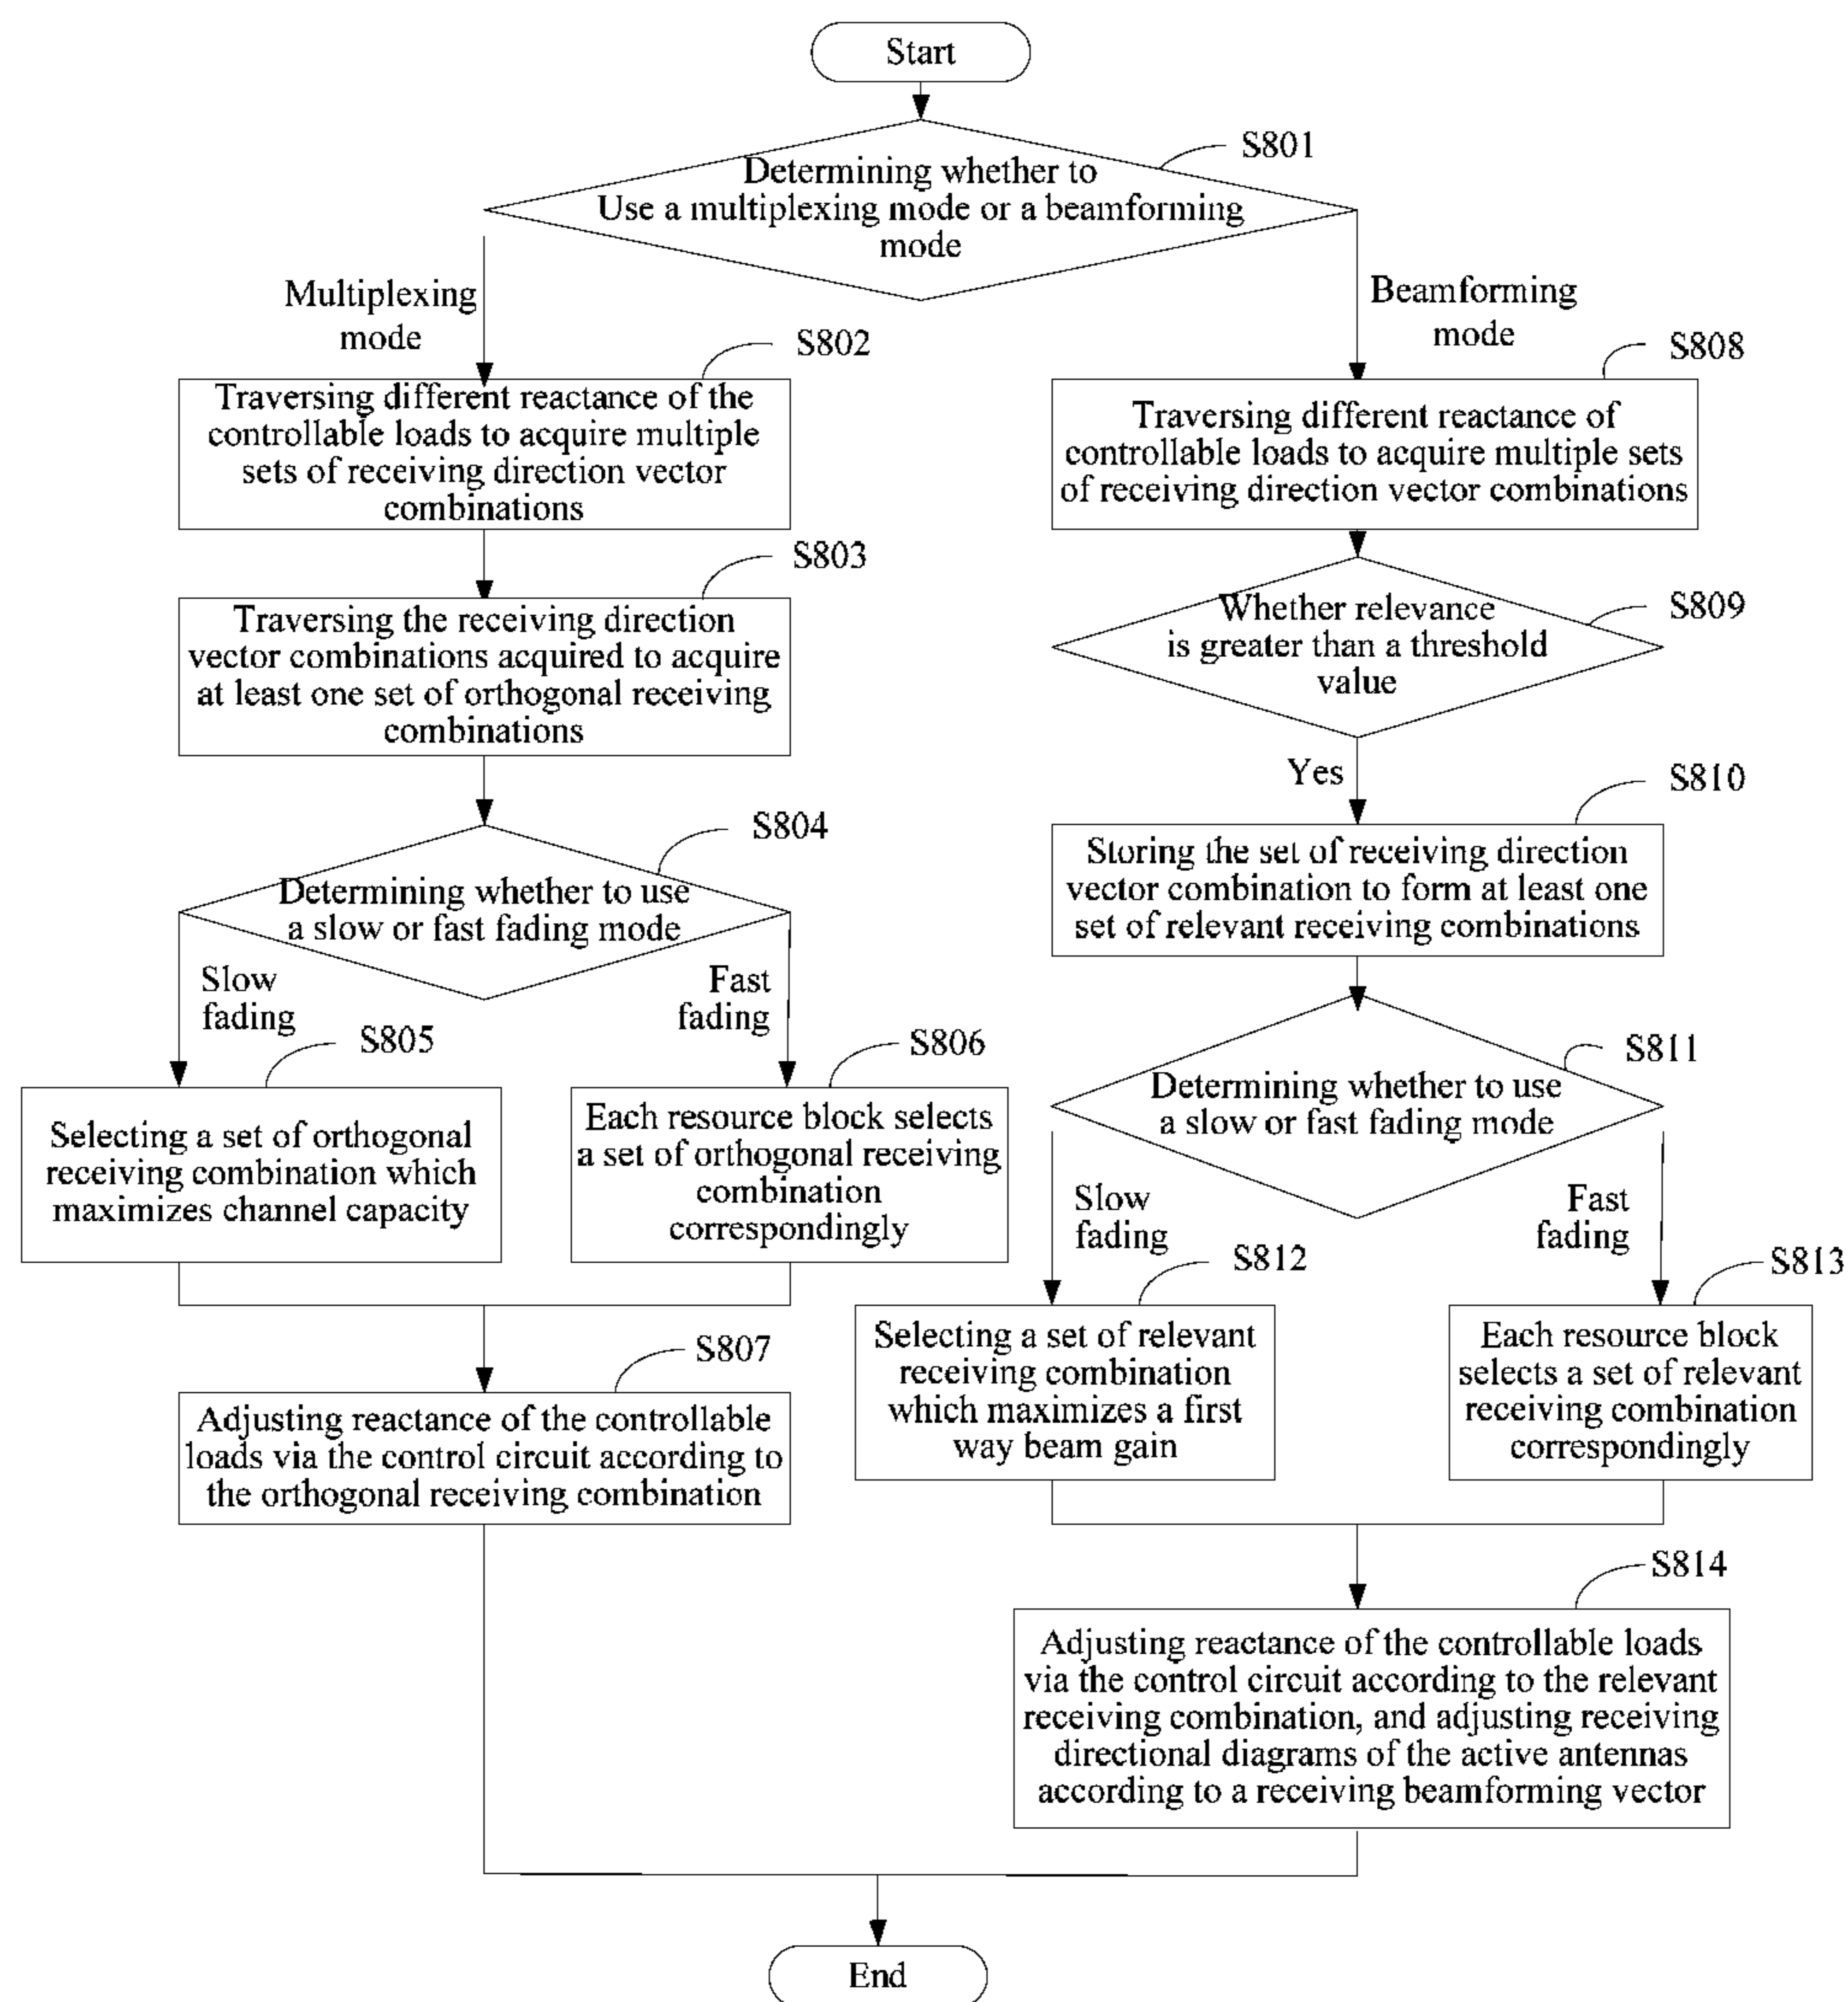 Start
S801
Determining whether to
Use a multiplexing mode or a beamforming
mode
Multiplexing
mode
Beamforming
mode
S802
Traversing different reactance of the
controllable loads to acquire multiple
sets of receiving direction vector
combinations
S803
Traversing the receiving direction
vector combinations acquired to acquire
at least one set of orthogonal receiving
combinations
S804
Determining whether to use
a slow or fast fading mode
Slow
fading
Fast
fading
S805
Selecting a set of orthogonal
receiving combination which
maximizes channel capacity
S806
Each resource block selects
a set of orthogonal receiving
combination
correspondingly
S807
Adjusting reactance of the controllable
loads via the control circuit according to
the orthogonal receiving combination
S808
Traversing different reactance of
controllable loads to acquire multiple sets
of receiving direction vector combinations
S809
Whether relevance
is greater than a threshold
value
Yes
S810
Storing the set of receiving direction
vector combination to form at least one
set of relevant receiving combinations
S811
Determining whether to use
a slow or fast fading mode
Slow
fading
Fast
fading
S812
Selecting a set of relevant
receiving combination
which maximizes a first
way beam gain
S813
Each resource block
selects a set of relevant
receiving combination
correspondingly
S814
Adjusting reactance of the controllable loads
via the control circuit according to the relevant
receiving combination, and adjusting receiving
directional diagrams of the active antennas
according to a receiving beamforming vector
End